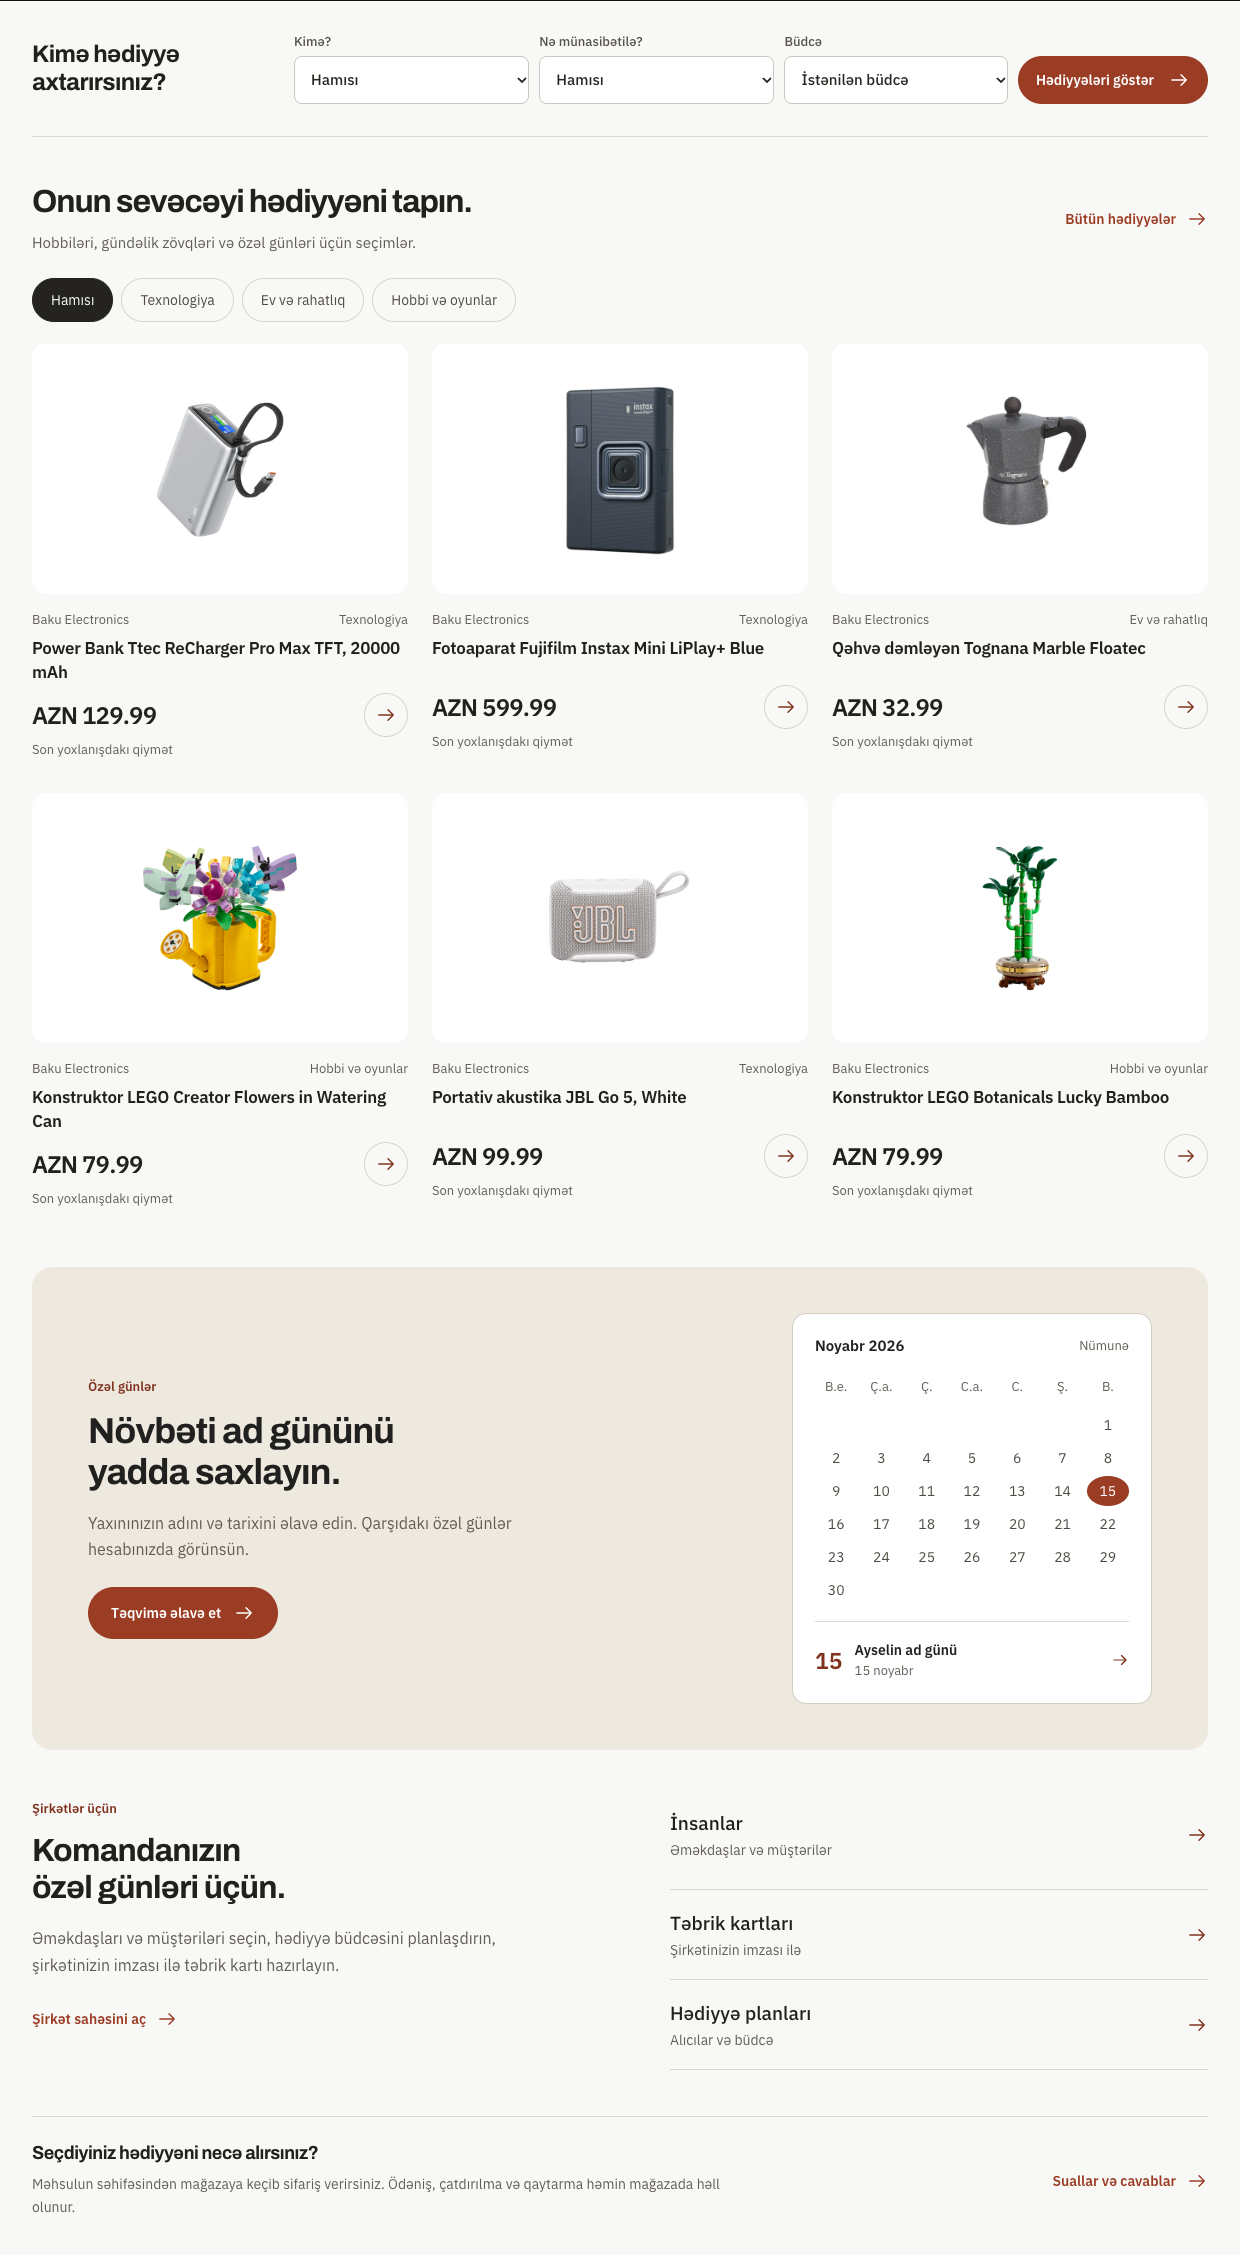 Kimə hədiyyə
axtarırsınız?
Kimə?
Hamısı
Nə münasibətilə?
Hamısı
Büdcə
İstənilən büdcə
Hədiyyələri göstər
Onun sevəcəyi hədiyyəni tapın.
Hobbiləri, gündəlik zövqləri və özəl günləri üçün seçimlər.
Bütün hədiyyələr
Hamısı
Texnologiya
Ev və rahatlıq
Hobbi və oyunlar
instax
Tognana
Baku Electronics
Texnologiya
Power Bank Ttec ReCharger Pro Max TFT, 20000
mAh
AZN 129.99
Son yoxlanışdakı qiymət
Baku Electronics
Texnologiya
Fotoaparat Fujifilm Instax Mini LiPlay+ Blue
AZN 599.99
Son yoxlanışdakı qiymət
Baku Electronics
Ev və rahatlıq
Qəhvə dəmləyən Tognana Marble Floatec
AZN 32.99
Son yoxlanışdakı qiymət
JBL
Baku Electronics
Hobbi və oyunlar
Konstruktor LEGO Creator Flowers in Watering
Can
AZN 79.99
Son yoxlanışdakı qiymət
Baku Electronics
Texnologiya
Portativ akustika JBL Go 5, White
AZN 99.99
Son yoxlanışdakı qiymət
Baku Electronics
Hobbi və oyunlar
Konstruktor LEGO Botanicals Lucky Bamboo
AZN 79.99
Son yoxlanışdakı qiymət
Özəl günlər
Növbəti ad gününü
yadda saxlayın.
Yaxınınızın adını və tarixini əlavə edin. Qarşıdakı özəl günlər
hesabınızda görünsün.
Təqvimə əlavə et
Noyabr 2026
Nümunə
B.e. Ç.a. Ç. C.a. C. Ş. B.
1
2 3 4 5 6 7 8
9 10 11 12 13 14 15
16 17 18 19 20 21 22
23 24 25 26 27 28 29
30
15
Ayselin ad günü
15 noyabr
Şirkətlər üçün
Komandanızın
özəl günləri üçün.
Əməkdaşları və müştəriləri seçin, hədiyyə büdcəsini planlaşdırın,
şirkətinizin imzası ilə təbrik kartı hazırlayın.
Şirkət sahəsini aç
İnsanlar
Əməkdaşlar və müştərilər
Təbrik kartları
Şirkətinizin imzası ilə
Hədiyyə planları
Alıcılar və büdcə
Seçdiyiniz hədiyyəni necə alırsınız?
Məhsulun səhifəsindən mağazaya keçib sifariş verirsiniz. Ödəniş, çatdırılma və qaytarma həmin mağazada həll
olunur.
Suallar və cavablar